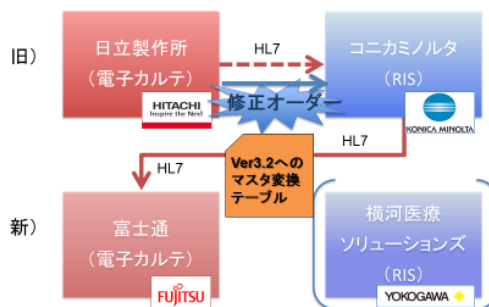 旧）
日立製作所
（電子カルテ）
HITACHI
Inspire the Next
HL7
コニカミノルタ
（RIS）
KONICA MINOLTA
修正オーダー
HL7
Ver3.2への
マスタ変換
テーブル
HL7
新）
富士通
（電子カルテ）
FUJITSU
横河医療
ソリューションズ
（RIS）
YOKOGAWA